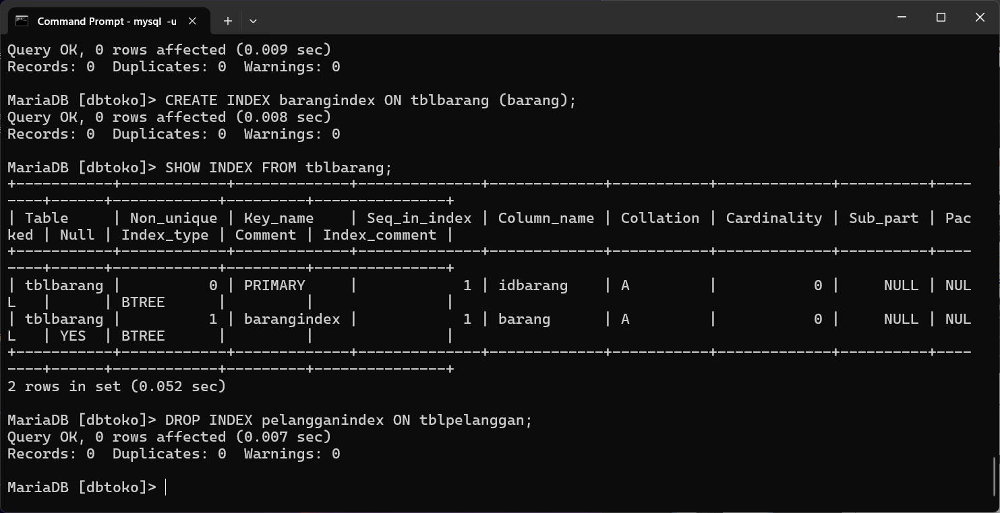 Command Prompt - mysql  -u
Query OK, 0 rows affected (0.009 sec)
Records: 0  Duplicates: 0  Warnings: 0
MariaDB [dbtoko]> CREATE INDEX barangindex ON tblbarang (barang);
Query OK, 0 rows affected (0.008 sec)
Records: 0  Duplicates: 0  Warnings: 0
MariaDB [dbtoko]> SHOW INDEX FROM tblbarang;
+-----------+------------+-------------+--------------+-------------+-----------+-------------+----------+----
----+------+------------+---------+---------------+
| Table     | Non_unique | Key_name    | Seq_in_index | Column_name | Collation | Cardinality | Sub_part | Pac
ked | Null | Index_type | Comment | Index_comment |
+-----------+------------+-------------+--------------+-------------+-----------+-------------+----------+----
----+------+------------+---------+---------------+
| tblbarang |          0 | PRIMARY     |            1 | idbarang    | A         |           0 |     NULL | NUL
L   |      | BTREE      |         |               |
| tblbarang |          1 | barangindex |            1 | barang      | A         |           0 |     NULL | NUL
L   | YES  | BTREE      |         |               |
+-----------+------------+-------------+--------------+-------------+-----------+-------------+----------+----
----+------+------------+---------+---------------+
2 rows in set (0.052 sec)
MariaDB [dbtoko]> DROP INDEX pelangganindex ON tblpelanggan;
Query OK, 0 rows affected (0.007 sec)
Records: 0  Duplicates: 0  Warnings: 0
MariaDB [dbtoko]>